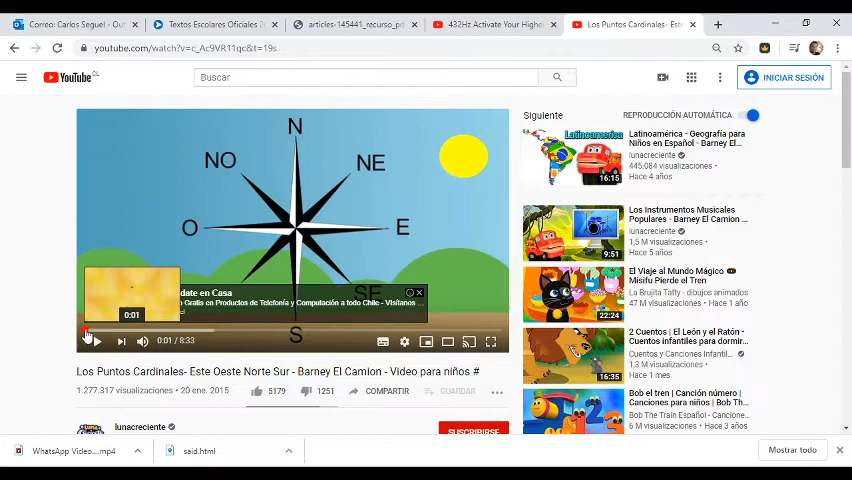 Correo: Carlos Seguel - Out
Textos Escolares Oficiales 2
articles-145441_recurso_pd
432Hz Activate Your Higher
Los Puntos Cardinales- Este
youtube.com/watch?v=c_Ac9VR11qc&t=19s
YouTube CL
Buscar
INICIAR SESIÓN
N
NO
NE
O
E
SE
S
date en Casa
Gratis en Productos de Telefonía y Computación a todo Chile - Visítanos ...
0:01
0:01 / 8:33
Los Puntos Cardinales- Este Oeste Norte Sur - Barney El Camion - Video para niños #
1.277.317 visualizaciones • 20 ene. 2015
5179
1251
COMPARTIR
GUARDAR
lunacreciente
SUSCRIBIRSE
Siguiente
REPRODUCCIÓN AUTOMÁTICA
Latinoamerica
16:15
Latinoamérica - Geografía para
Niños en Español - Barney El...
lunacreciente
445.084 visualizaciones •
Hace 4 años
9:51
Los Instrumentos Musicales
Populares - Barney El Camion ...
lunacreciente
1,5 M visualizaciones •
Hace 5 años
22:24
El Viaje al Mundo Mágico
Misifu Pierde el Tren
La Brujita Tatty - dibujos animados
47 M visualizaciones •
Hace 2 años
16:35
2 Cuentos | El León y el Ratón -
Cuentos infantiles para dormir...
Cuentos y Canciones Infantil...
1,3 M visualizaciones •
Hace 1 mes
Bob el tren | Canción número |
Canciones para niños | Bob Th...
Bob The Train Español - Cancione...
6 M visualizaciones • Hace 3 años
WhatsApp Video....mp4
said.html
Mostrar todo